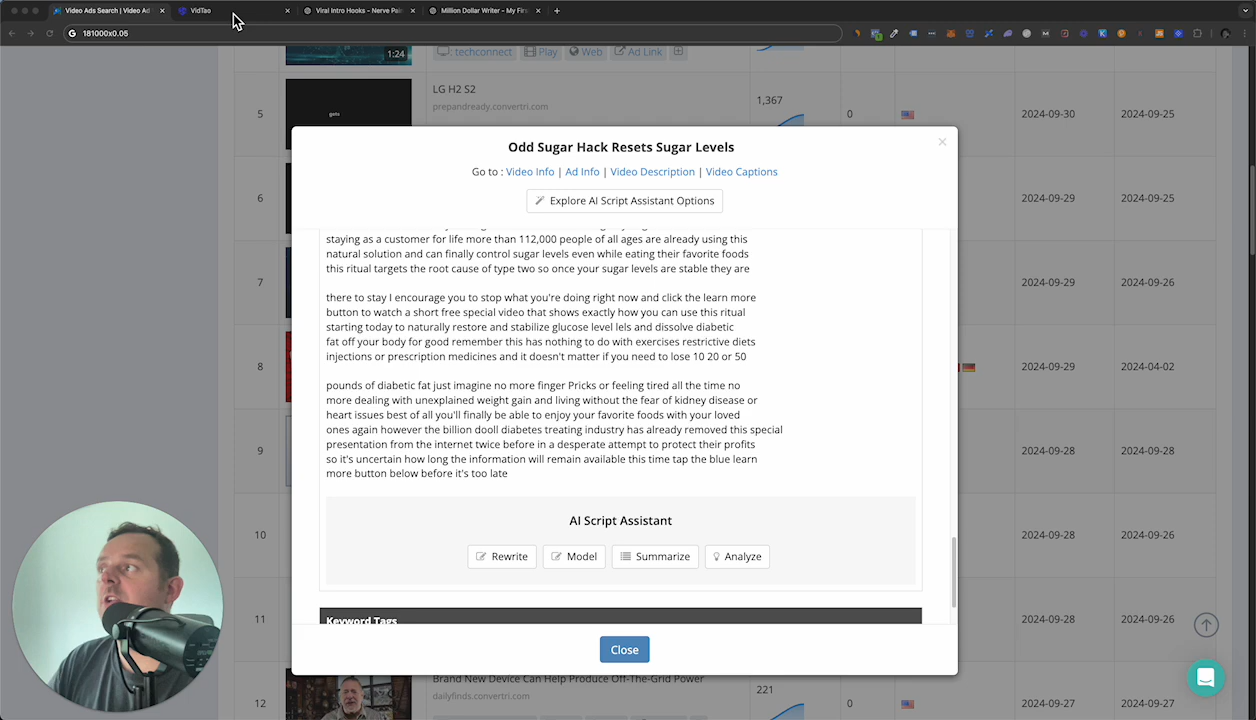 Video Ads Search | Video Ad
VidTao
Viral Intro Hooks - Nerve Pain
Million Dollar Writer - My Firs
181000x0.05
1:24
techconnect
Play
Web
Ad Link
5
LG H2 S2
prepandready.convertri.com
1,367
0
2024-09-30
2024-09-25
Odd Sugar Hack Resets Sugar Levels
Go to : Video Info | Ad Info | Video Description | Video Captions
Explore AI Script Assistant Options
6
2024-09-29
2024-09-25
staying as a customer for life more than 112,000 people of all ages are already using this
natural solution and can finally control sugar levels even while eating their favorite foods
this ritual targets the root cause of type two so once your sugar levels are stable they are
7
2024-09-29
2024-09-26
there to stay I encourage you to stop what you're doing right now and click the learn more
button to watch a short free special video that shows exactly how you can use this ritual
starting today to naturally restore and stabilize glucose level lels and dissolve diabetic
fat off your body for good remember this has nothing to do with exercises restrictive diets
injections or prescription medicines and it doesn't matter if you need to lose 10 20 or 50
8
2024-09-29
2024-04-02
pounds of diabetic fat just imagine no more finger Pricks or feeling tired all the time no
more dealing with unexplained weight gain and living without the fear of kidney disease or
heart issues best of all you'll finally be able to enjoy your favorite foods with your loved
ones again however the billion dooll diabetes treating industry has already removed this special
presentation from the internet twice before in a desperate attempt to protect their profits
so it's uncertain how long the information will remain available this time tap the blue learn
more button below before it's too late
9
2024-09-28
2024-09-26
AI Script Assistant
Rewrite
Model
Summarize
Analyze
10
2024-09-28
2024-09-26
Keyword Tags
11
2024-09-28
2024-09-26
Close
12
Brand New Device Can Help Produce Off-The-Grid Power
dailyfinds.convertri.com
221
0
2024-09-27
2024-09-27